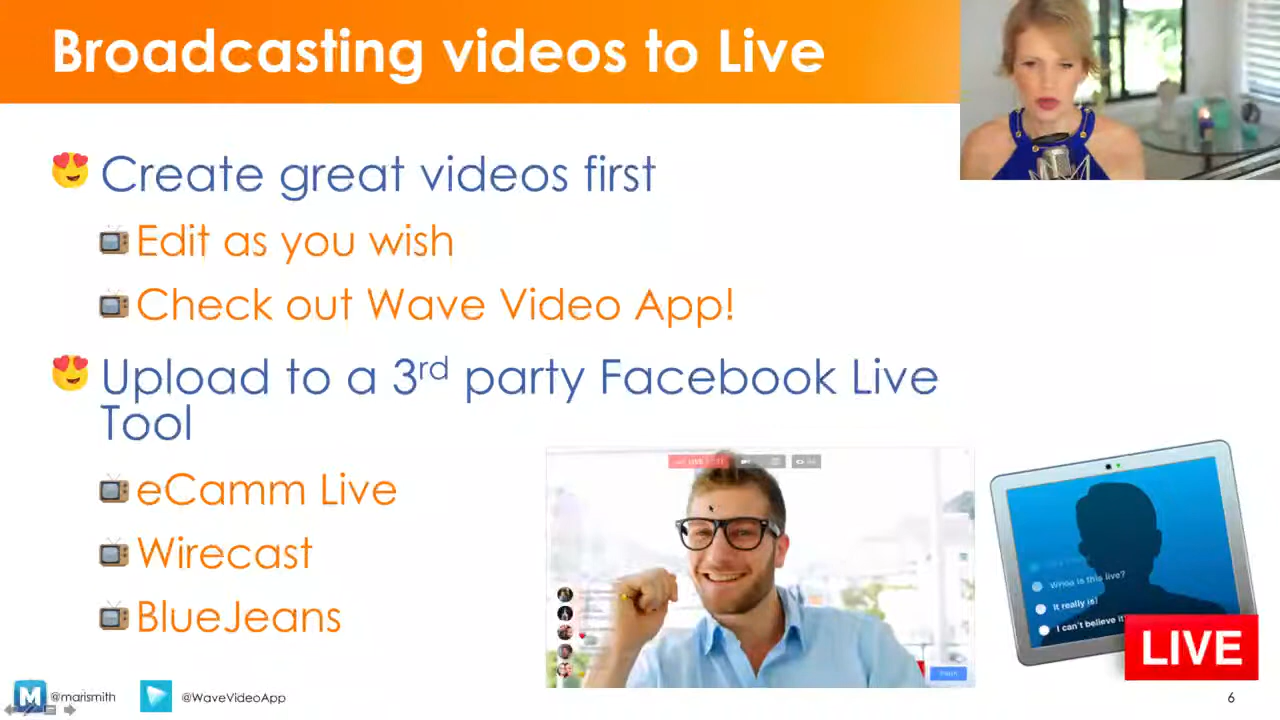 Broadcasting videos to Live
Create great videos first
Edit as you wish
Check out Wave Video App!
Upload to a 3rd party Facebook Live
Tool
eCamm Live
Wirecast
BlueJeans
Whoa is this live?
It really is!
I can't believe it
LIVE
M
@marismith
@WaveVideoApp
6